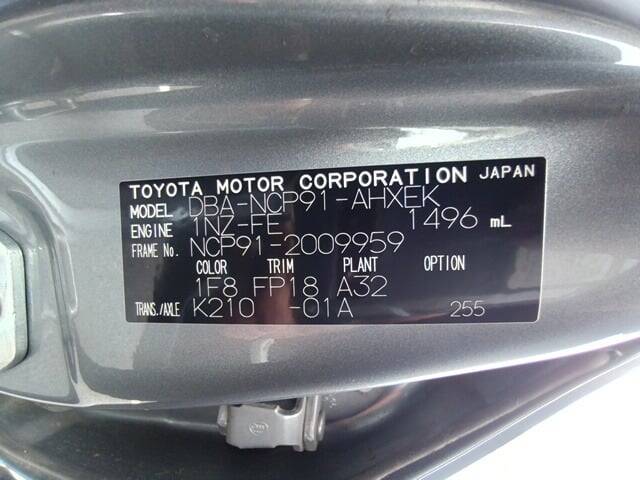 TOYOTA MOTOR CORPORATION JAPAN
MODEL DBA-NCP91-AHXEK
ENGINE 1NZ-FE 1496 mL
FRAME No. NCP91-2009959
COLOR TRIM PLANT OPTION
1F8 FP18 A32
TRANS./AXLE K210 -01A 255